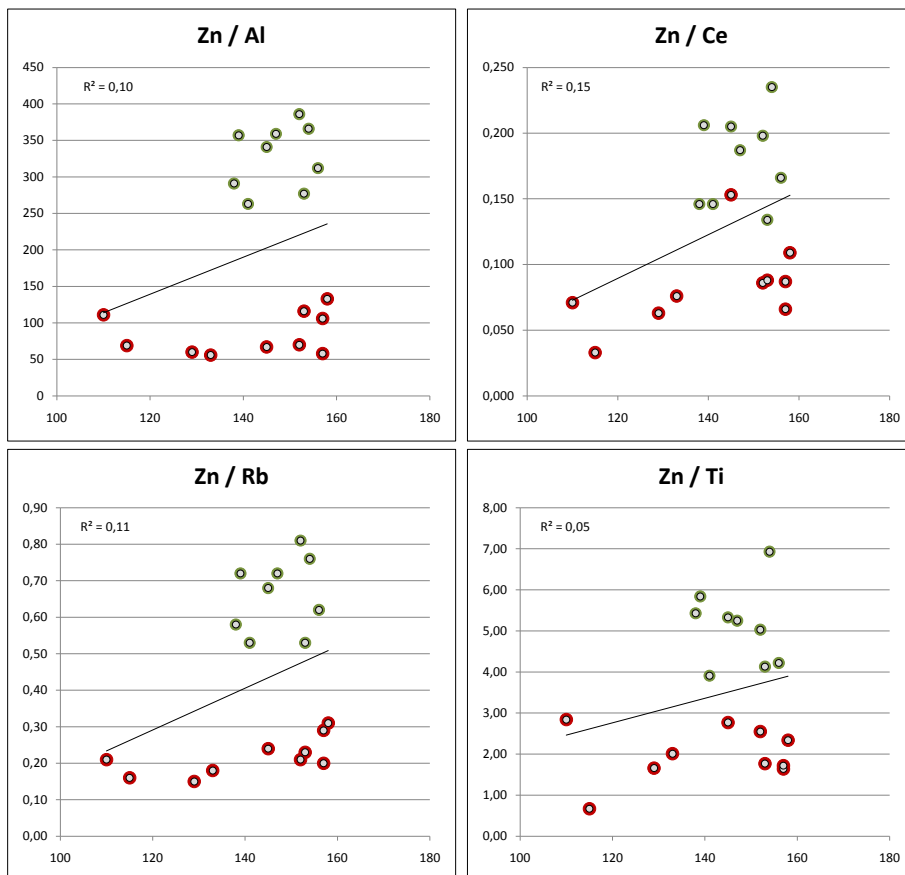 Zn / Al
R² = 0,10
450
400
350
300
250
200
150
100
50
0
100 120 140 160 180
Zn / Ce
R² = 0,15
0,250
0,200
0,150
0,100
0,050
0,000
100 120 140 160 180
Zn / Rb
R² = 0,11
0,90
0,80
0,70
0,60
0,50
0,40
0,30
0,20
0,10
0,00
100 120 140 160 180
Zn / Ti
R² = 0,05
8,00
7,00
6,00
5,00
4,00
3,00
2,00
1,00
0,00
100 120 140 160 180